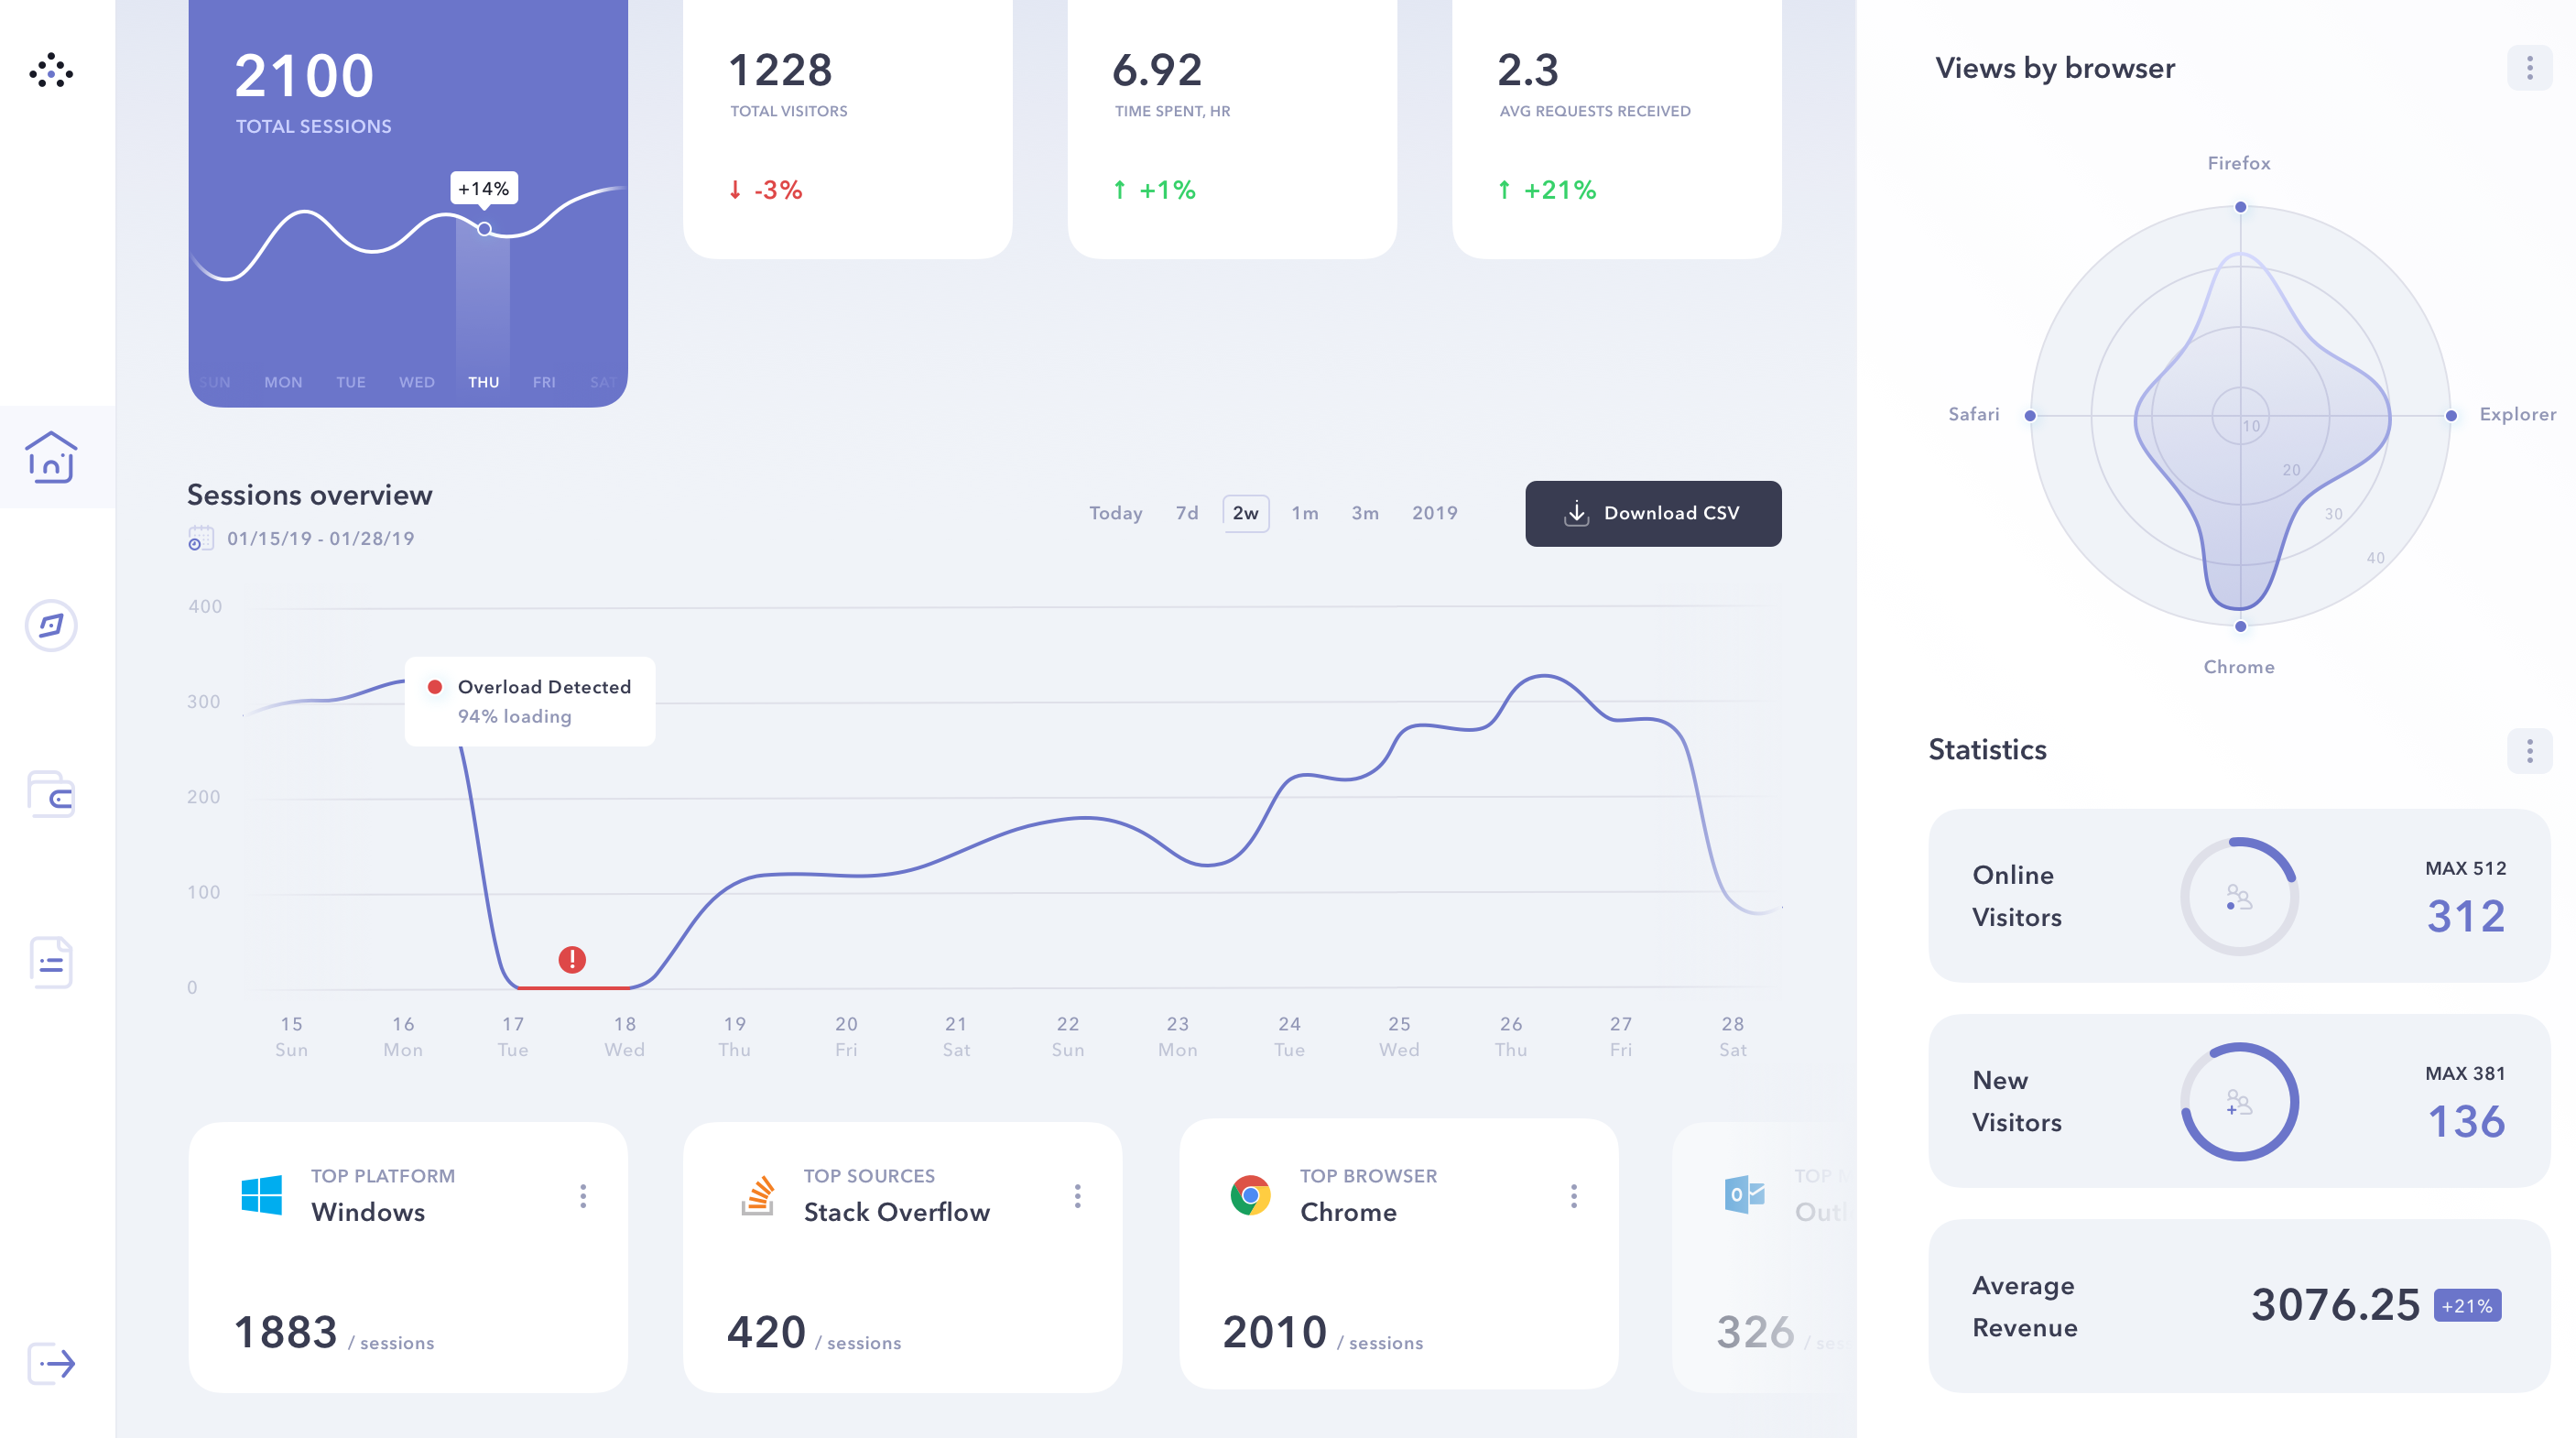 2100
TOTAL SESSIONS
+14%
SUN MON TUE WED THU FRI SAT
1228
TOTAL VISITORS
↓ -3%
6.92
TIME SPENT, HR
↑ +1%
2.3
AVG REQUESTS RECEIVED
↑ +21%
Sessions overview
01/15/19 - 01/28/19
Today 7d 2w 1m 3m 2019
Download CSV
400
300
200
100
0
Overload Detected
94% loading
!
15 16 17 18 19 20 21 22 23 24 25 26 27 28
Sun Mon Tue Wed Thu Fri Sat Sun Mon Tue Wed Thu Fri Sat
TOP PLATFORM
Windows
1883 / sessions
TOP SOURCES
Stack Overflow
420 / sessions
TOP BROWSER
Chrome
2010 / sessions
TOP
326
Views by browser
Firefox
Safari
Explorer
Chrome
10
20
30
40
Statistics
Online
Visitors
MAX 512
312
New
Visitors
MAX 381
136
Average
Revenue
3076.25 +21%